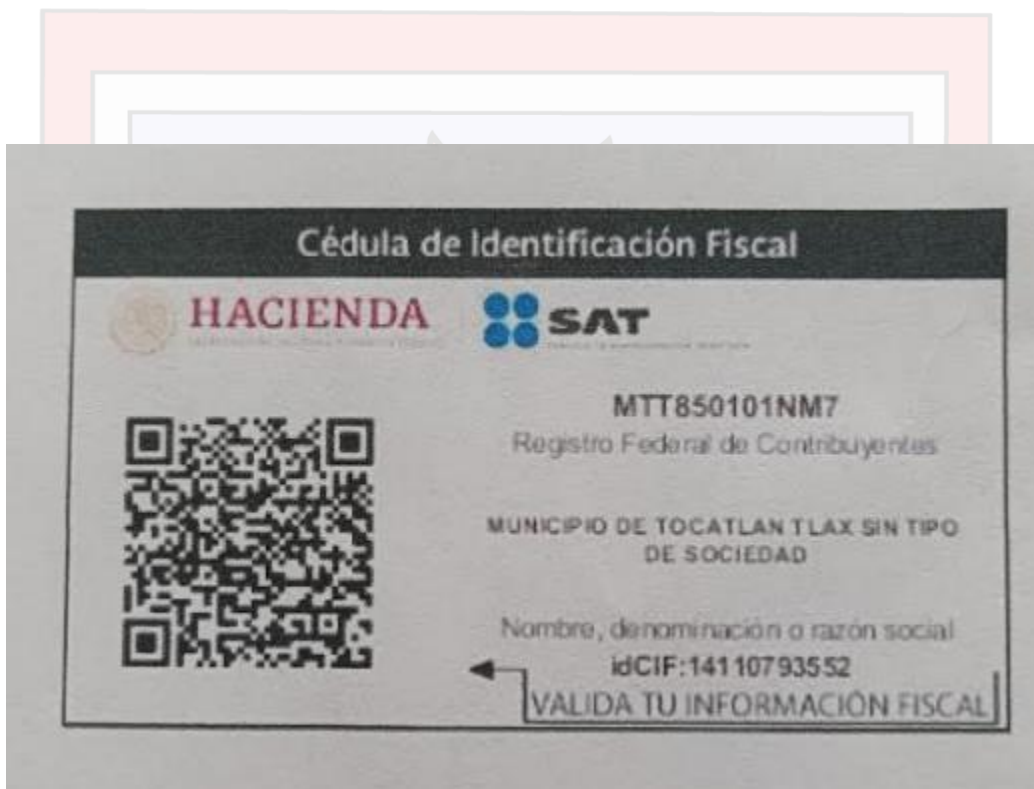 Cédula de Identificación Fiscal
HACIENDA
SAT
MTT850101NM7
Registro Federal de Contribuyentes
MUNICIPIO DE TOCATLAN TLAX SIN TIPO
DE SOCIEDAD
Nombre, denominación o razón social
idCIF:14110793552
VALIDA TU INFORMACIÓN FISCAL